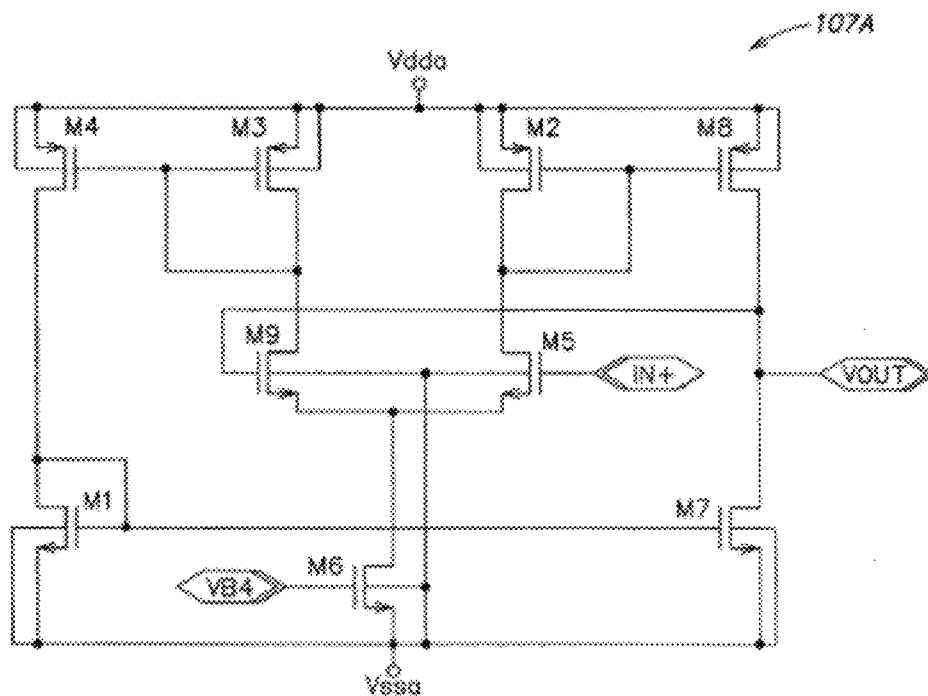 107A
Vdda
M4 M3 M2 M8
M9 M5
IN+ VOUT
M1 M7
M6
VB4
Vssa